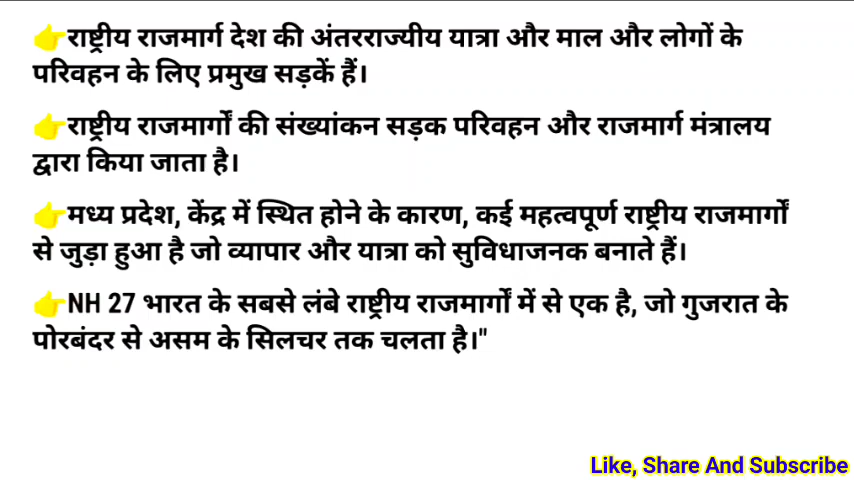 👉राष्ट्रीय राजमार्ग देश की अंतरराज्यीय यात्रा और माल और लोगों के
परिवहन के लिए प्रमुख सड़कें हैं।
👉राष्ट्रीय राजमार्गों की संख्यांकन सड़क परिवहन और राजमार्ग मंत्रालय
द्वारा किया जाता है।
👉मध्य प्रदेश, केंद्र में स्थित होने के कारण, कई महत्वपूर्ण राष्ट्रीय राजमार्गों
से जुड़ा हुआ है जो व्यापार और यात्रा को सुविधाजनक बनाते हैं।
👉NH 27 भारत के सबसे लंबे राष्ट्रीय राजमार्गों में से एक है, जो गुजरात के
पोरबंदर से असम के सिलचर तक चलता है।"
Like, Share And Subscribe